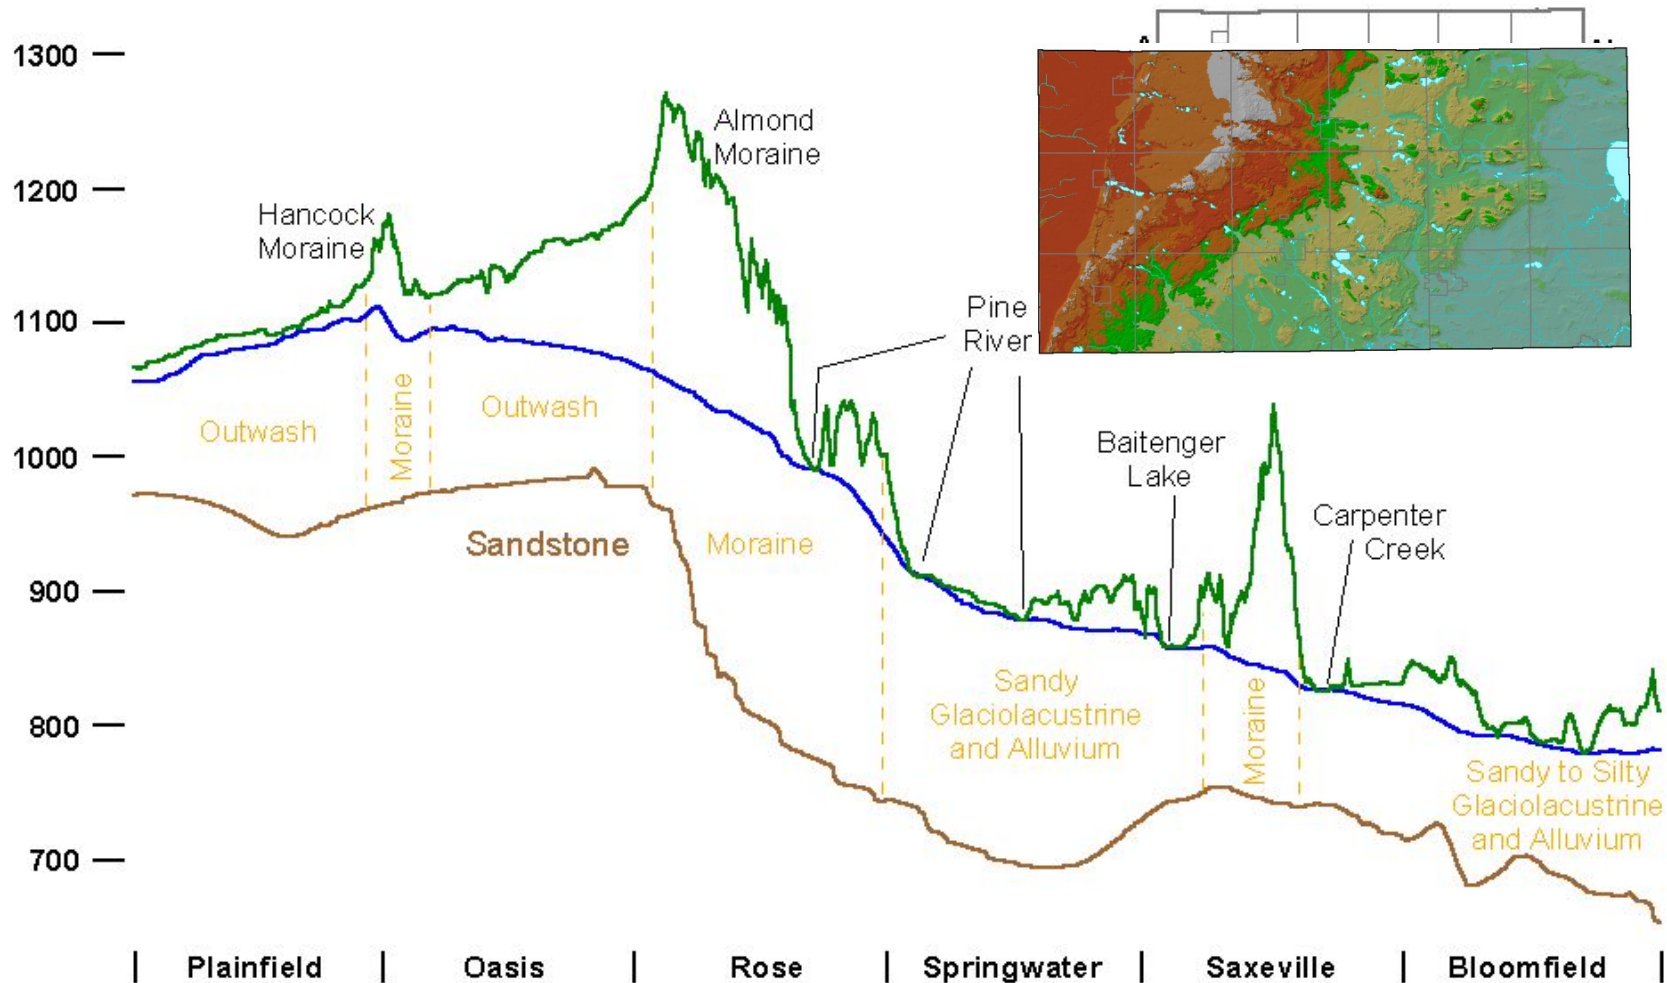 1300
1200
1100
1000
900
800
700
Hancock
Moraine
Almond
Moraine
Pine
River
Baitenger
Lake
Carpenter
Creek
Outwash
Moraine
Outwash
Sandstone
Moraine
Sandy
Glaciolacustrine
and Alluvium
Moraine
Sandy to Silty
Glaciolacustrine
and Alluvium
Plainfield
Oasis
Rose
Springwater
Saxeville
Bloomfield